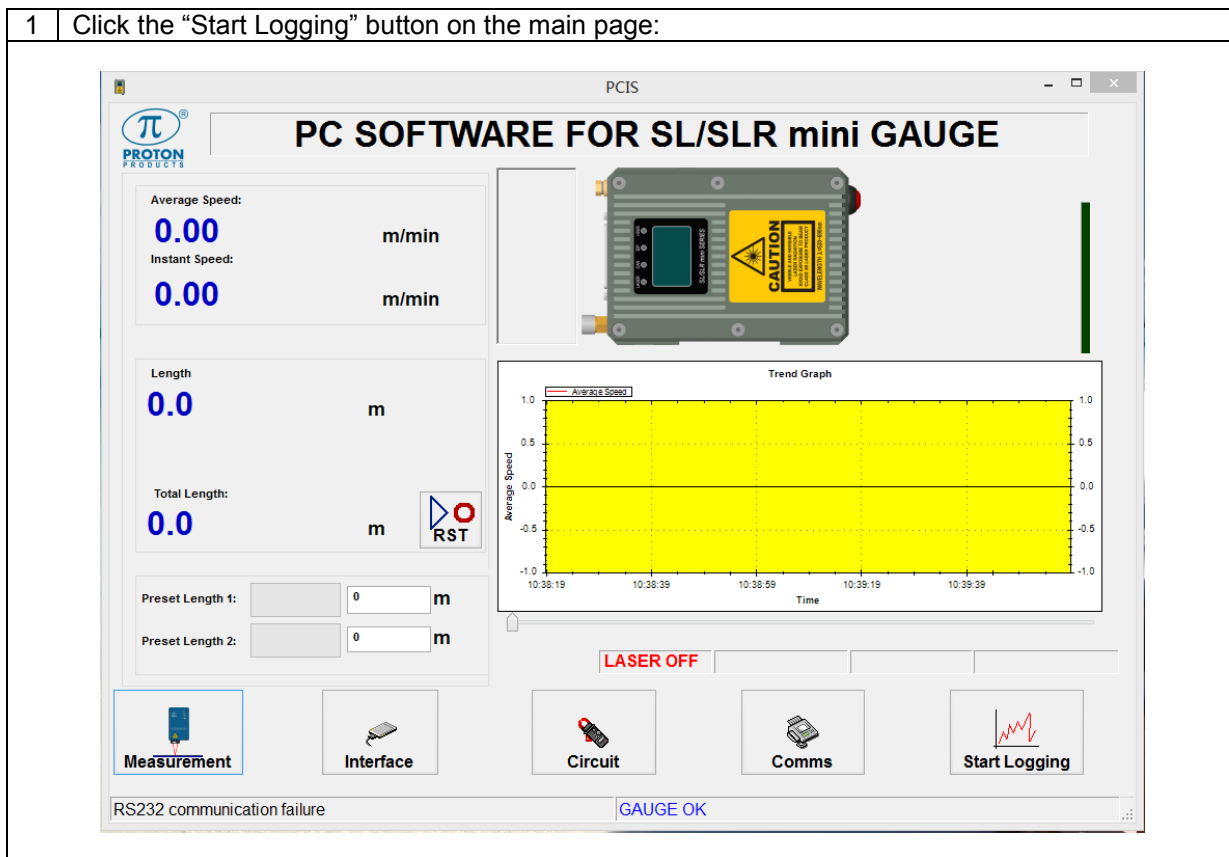 1 Click the “Start Logging” button on the main page:
PCIS
π®
PROTON
PRODUCTS
PC SOFTWARE FOR SL/SLR mini GAUGE
Average Speed:
0.00 m/min
Instant Speed:
0.00 m/min
SL/SLR mini SERIES
CAUTION
Length
0.0 m
Total Length:
0.0 m
RST
Preset Length 1: 0 m
Preset Length 2: 0 m
Trend Graph
Average Speed
1.0 1.0
0.5 0.5
0.0 0.0
-0.5 -0.5
-1.0 -1.0
Average Speed
10:38:19 10:38:39 10:38:59 10:39:19 10:39:39
Time
LASER OFF
Measurement Interface Circuit Comms Start Logging
RS232 communication failure GAUGE OK